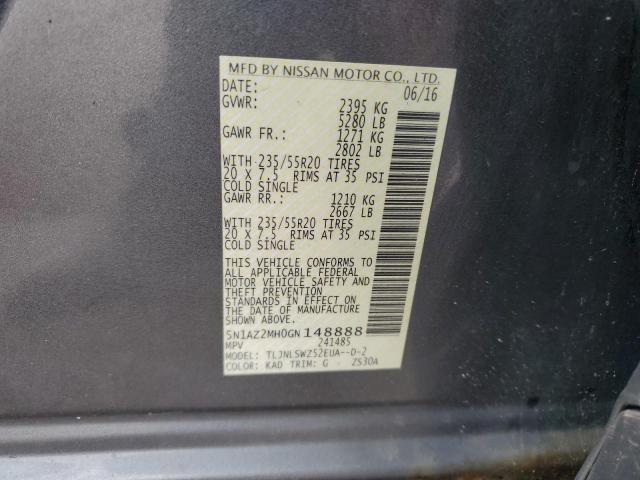 MFD BY NISSAN MOTOR CO., LTD.
DATE: 06/16
GVWR: 2395 KG
5280 LB
GAWR FR.: 1271 KG
2802 LB
WITH 235/55R20 TIRES
20 X 7.5 RIMS AT 35 PSI
COLD SINGLE
GAWR RR.: 1210 KG
2667 LB
WITH 235/55R20 TIRES
20 X 7.5 RIMS AT 35 PSI
COLD SINGLE
THIS VEHICLE CONFORMS TO
ALL APPLICABLE FEDERAL
MOTOR VEHICLE SAFETY AND
THEFT PREVENTION
STANDARDS IN EFFECT ON THE
DATE OF MANUFACTURE SHOWN
ABOVE.
5N1AZ2MH0GN148888
MPV 241485
MODEL: TLJNLSWZ52EUA--D-2
COLOR: KAD TRIM: G - ZS30A